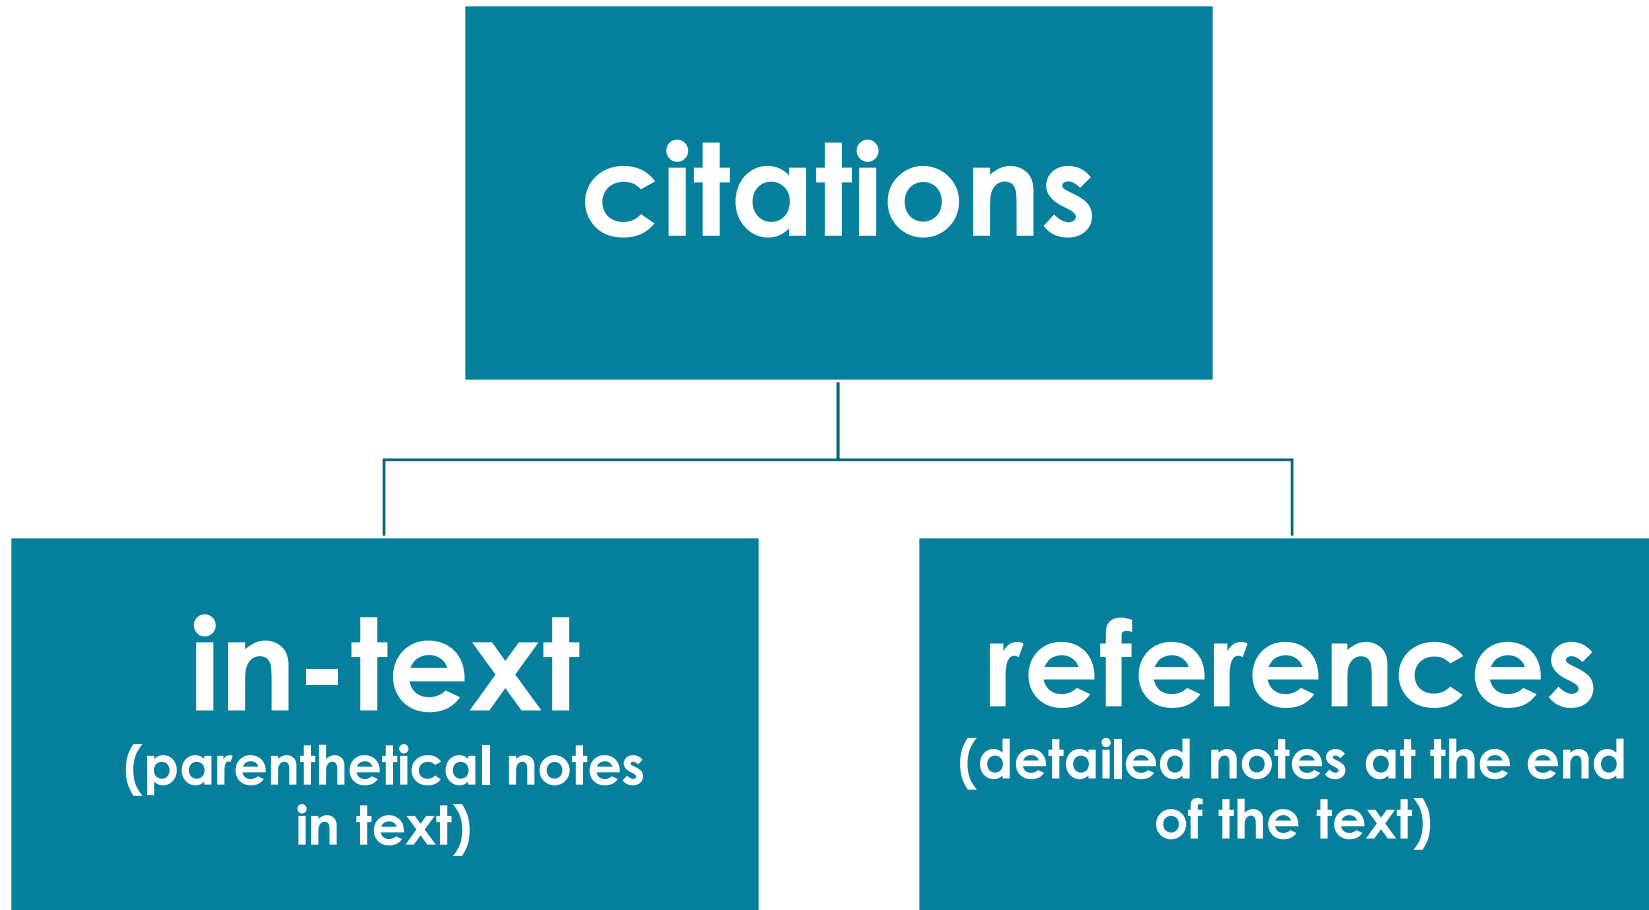 citations
in-text
(parenthetical notes
in text)
references
(detailed notes at the end
of the text)